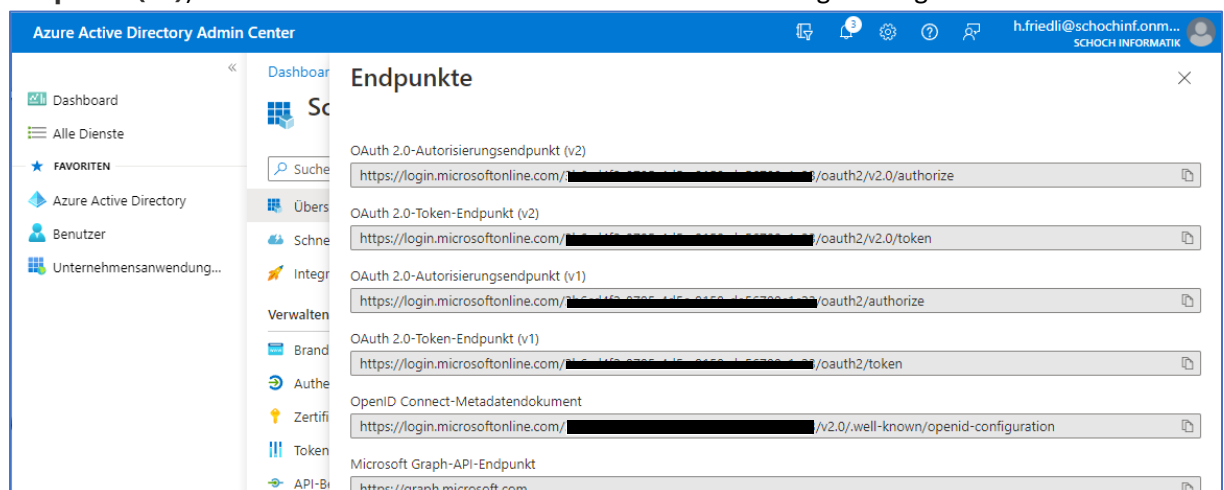 Azure Active Directory Admin Center
3
h.friedli@schochinf.onm...
SCHOCH INFORMATIK
Dashboard
Alle Dienste
FAVORITEN
Azure Active Directory
Benutzer
Unternehmensanwendung...
Dashboar
Sc
Suche
Übers
Schne
Integr
Verwalten
Brand
Authe
Zertifi
Token
API-Be
Endpunkte
OAuth 2.0-Autorisierungsendpunkt (v2)
https://login.microsoftonline.com/ /oauth2/v2.0/authorize
OAuth 2.0-Token-Endpunkt (v2)
https://login.microsoftonline.com/ /oauth2/v2.0/token
OAuth 2.0-Autorisierungsendpunkt (v1)
https://login.microsoftonline.com/ /oauth2/authorize
OAuth 2.0-Token-Endpunkt (v1)
https://login.microsoftonline.com/ /oauth2/token
OpenID Connect-Metadatendokument
https://login.microsoftonline.com/ /v2.0/.well-known/openid-configuration
Microsoft Graph-API-Endpunkt
https://graph.microsoft.com